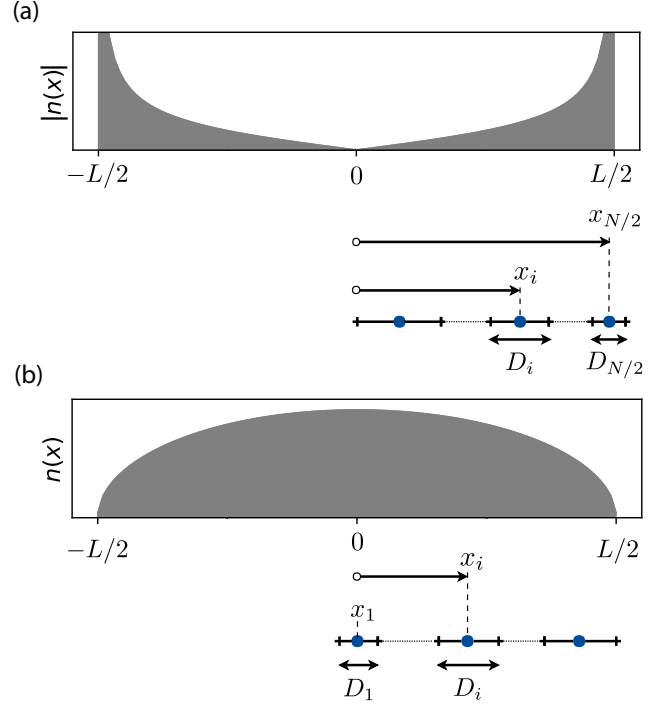 (a)
|n(x)|
−L/2 0 L/2
x_{N/2}
x_i
D_i D_{N/2}
(b)
n(x)
−L/2 0 L/2
x_i
x_1
D_1 D_i